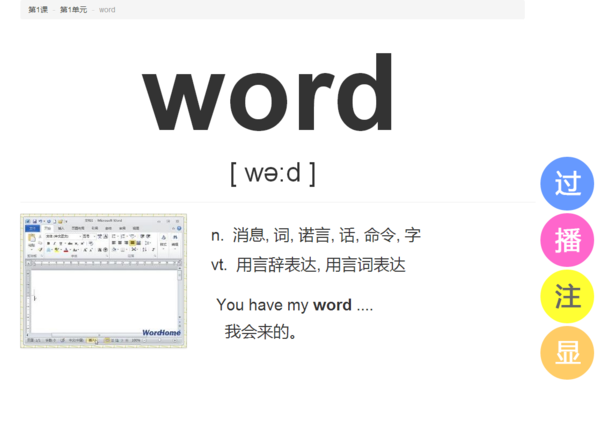 第1课 第1单元 word
word
[ wə:d ]
过
播
注
显
n. 消息, 词, 诺言, 话, 命令, 字
vt. 用言辞表达, 用言词表达
You have my word ....
我会来的。
WordHome